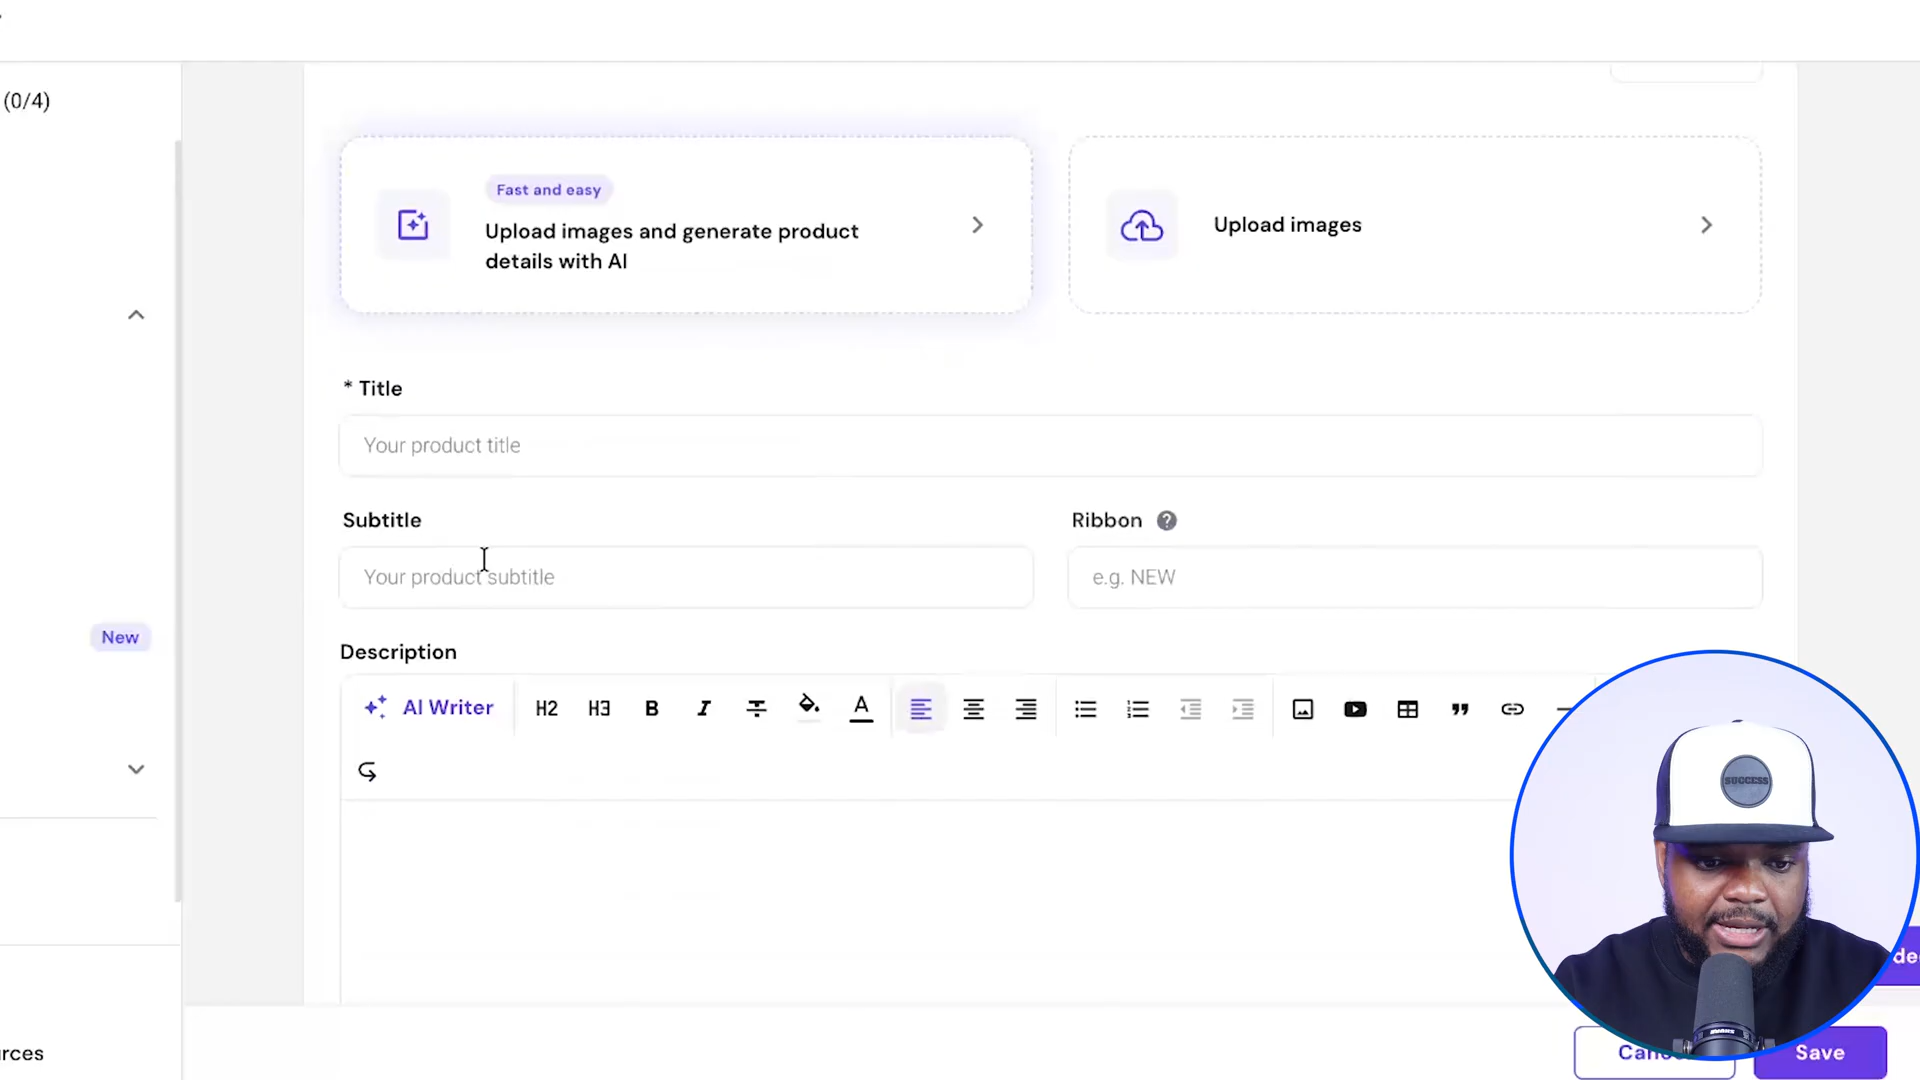 (0/4)
Fast and easy
Upload images and generate product
details with AI
Upload images
* Title
Your product title
Subtitle
Ribbon ?
Your product subtitle
e.g. NEW
New
Description
AI Writer
H2 H3 B I A
SUCCESS
Save